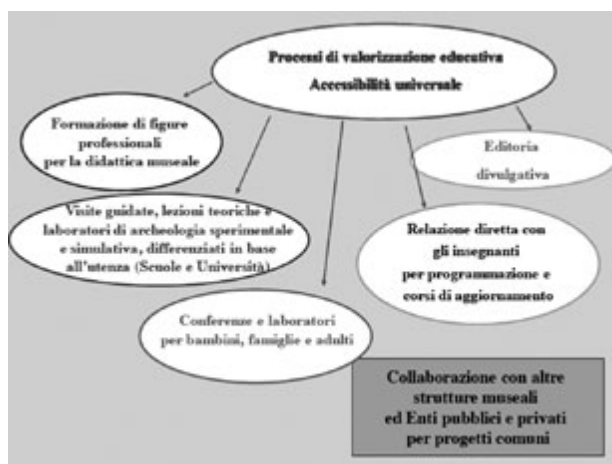 Processi di valorizzazione educativa
Accessibilità universale
Formazione di figure
professionali
per la didattica museale
Editoria
divulgativa
Visite guidate, lezioni teoriche e
laboratori di archeologia sperimentale
e simulativa, differenziati in base
all'utenza (Scuole e Università)
Relazione diretta con
gli insegnanti
per programmazione e
corsi di aggiornamento
Conferenze e laboratori
per bambini, famiglie e adulti
Collaborazione con altre
strutture museali
ed Enti pubblici e privati
per progetti comuni